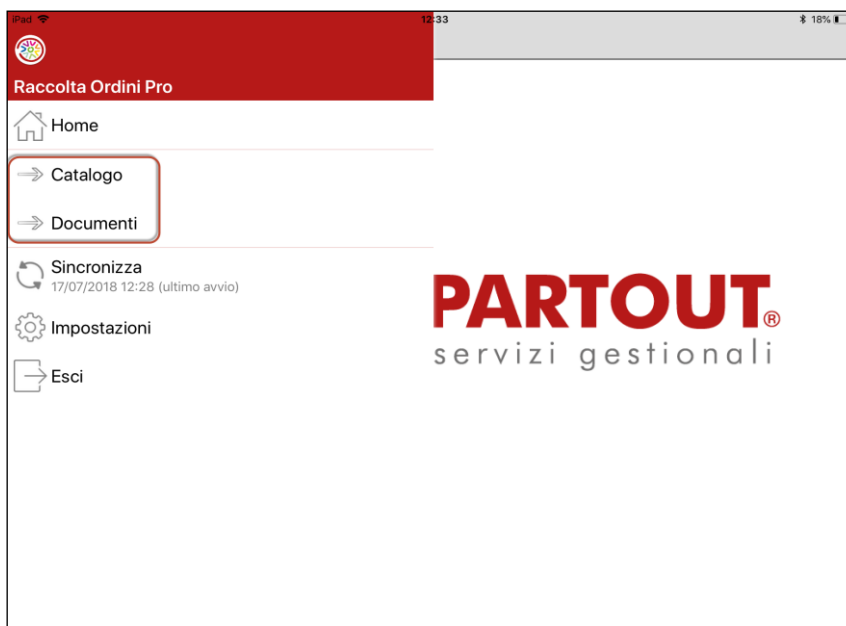 iPad 12:33 18%
Raccolta Ordini Pro
Home
Catalogo
Documenti
Sincronizza
17/07/2018 12:28 (ultimo avvio)
Impostazioni
Esci
PARTOUT®
servizi gestionali